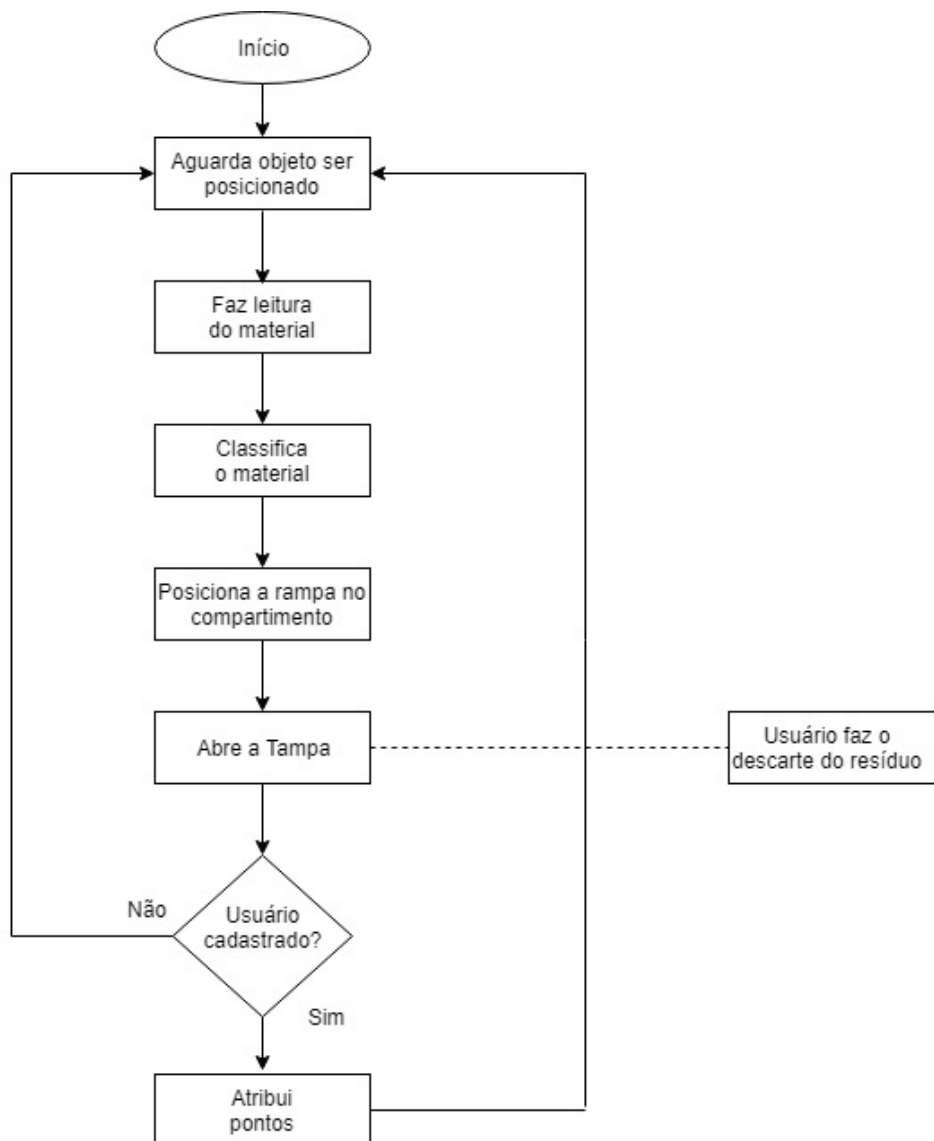 Início
Aguarda objeto ser
posicionado
Faz leitura
do material
Classifica
o material
Posiciona a rampa no
compartimento
Abre a Tampa
Usuário faz o
descarte do resíduo
Não
Usuário
cadastrado?
Sim
Atribui
pontos